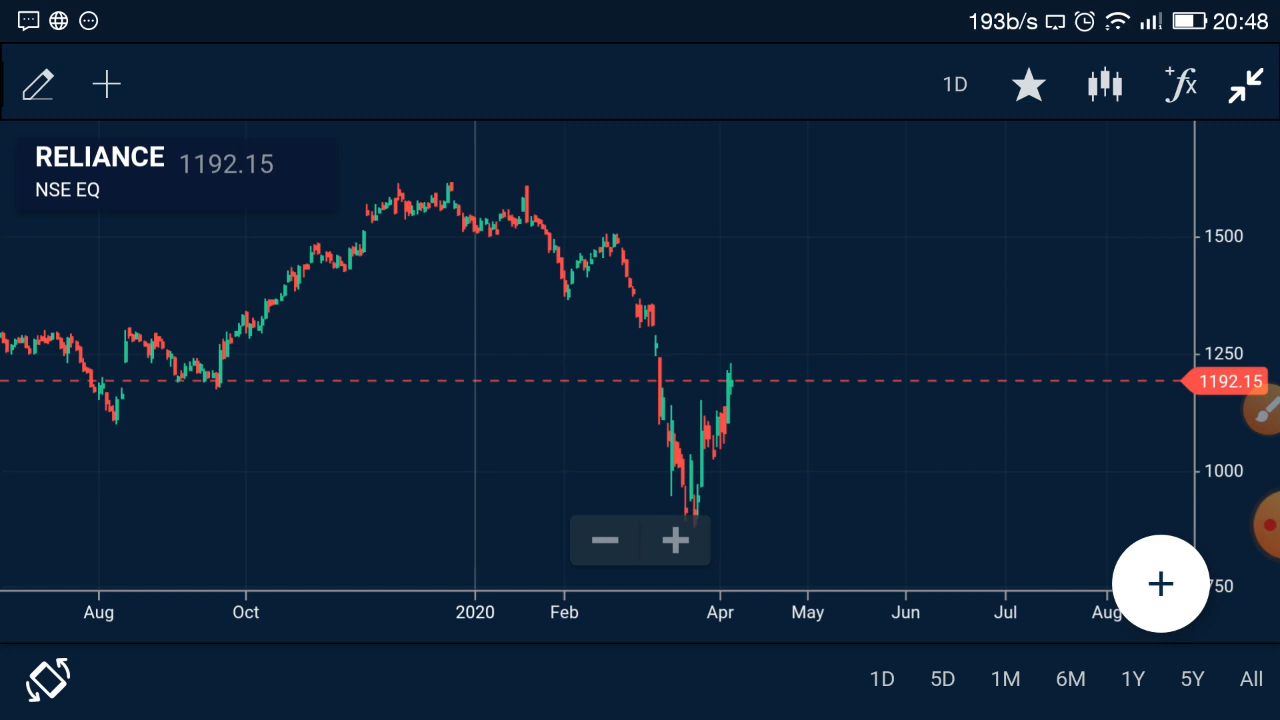 193b/s 20:48
1D +fx
RELIANCE 1192.15
NSE EQ
1500
1250
1192.15
1000
750
Aug Oct 2020 Feb Apr May Jun Jul Aug
1D 5D 1M 6M 1Y 5Y All